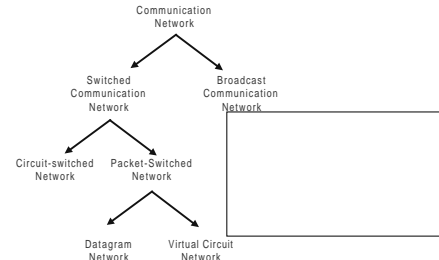 Communication
Network
Switched
Communication
Network
Broadcast
Communication
Network
Circuit-switched
Network
Packet-Switched
Network
Datagram
Network
Virtual Circuit
Network